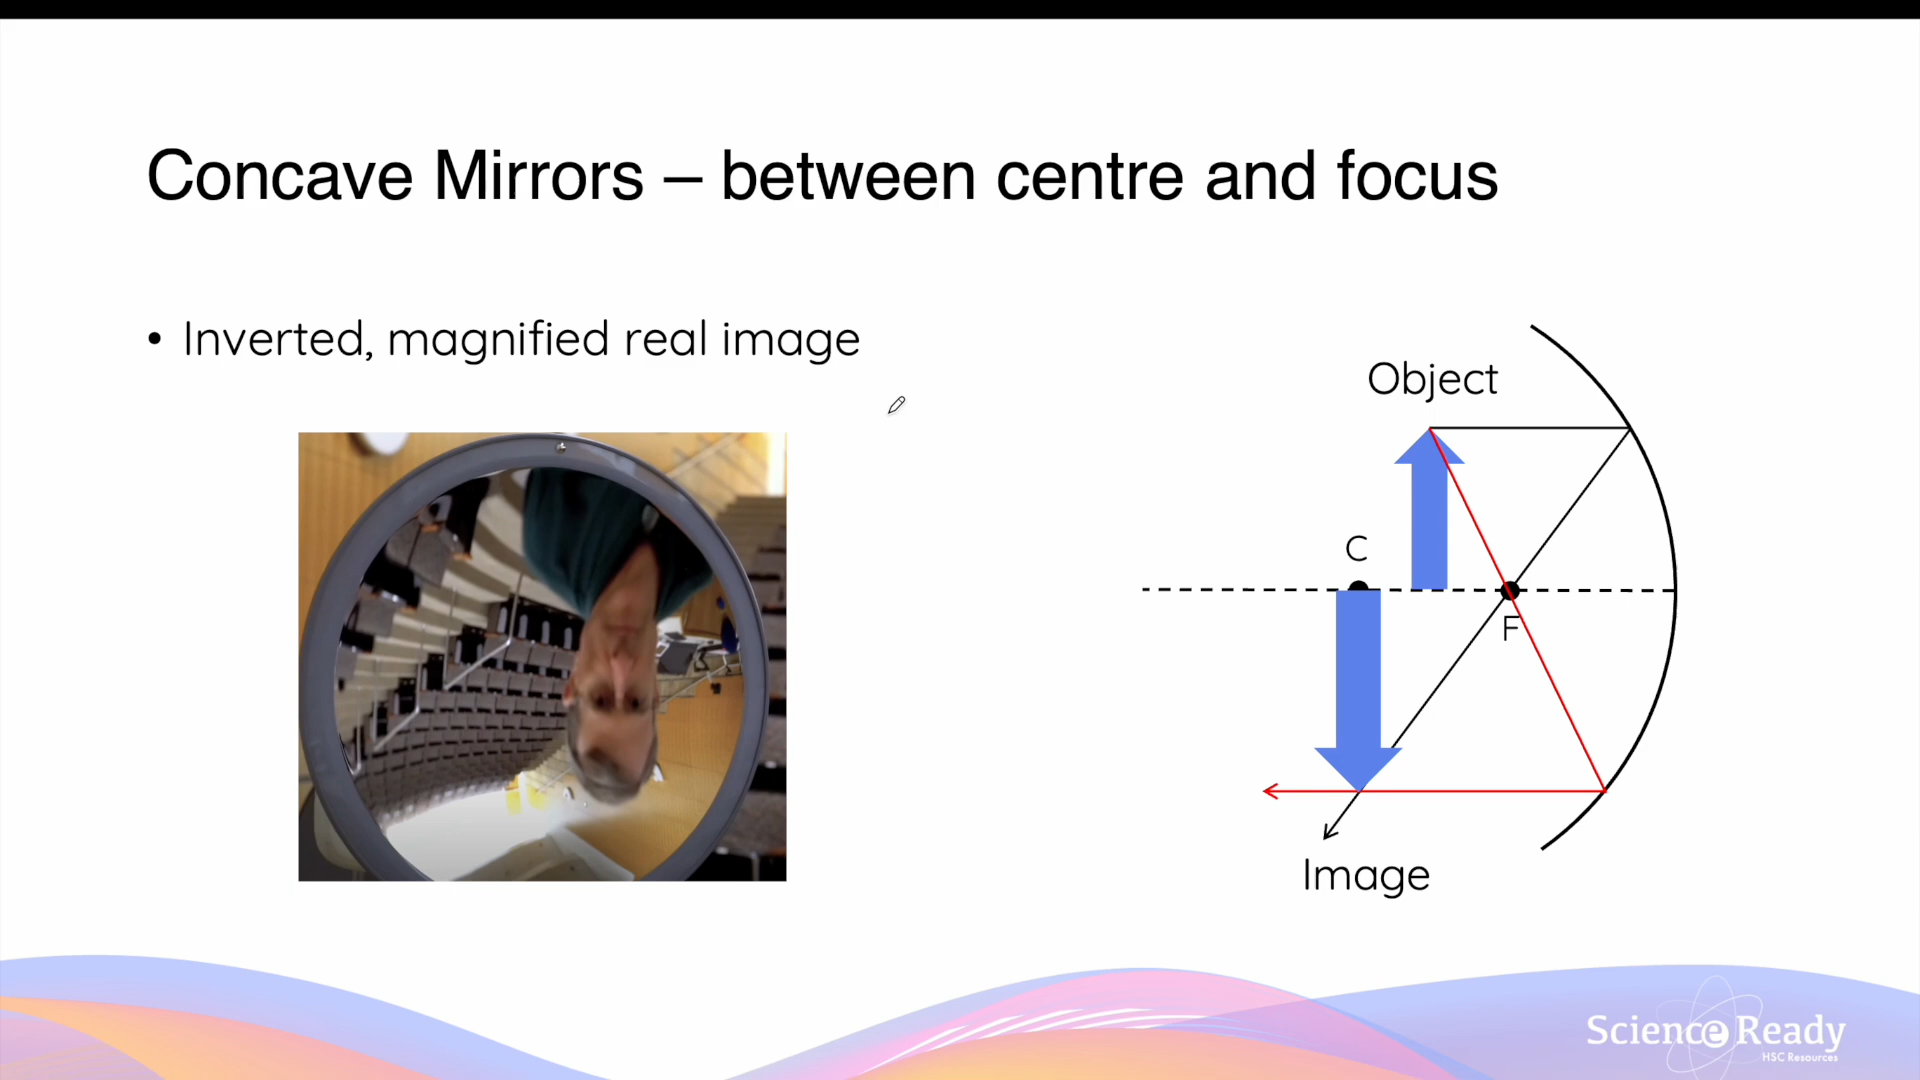 Concave Mirrors – between centre and focus
• Inverted, magnified real image
Object
C
F
Image
Science Ready
HSC Resources